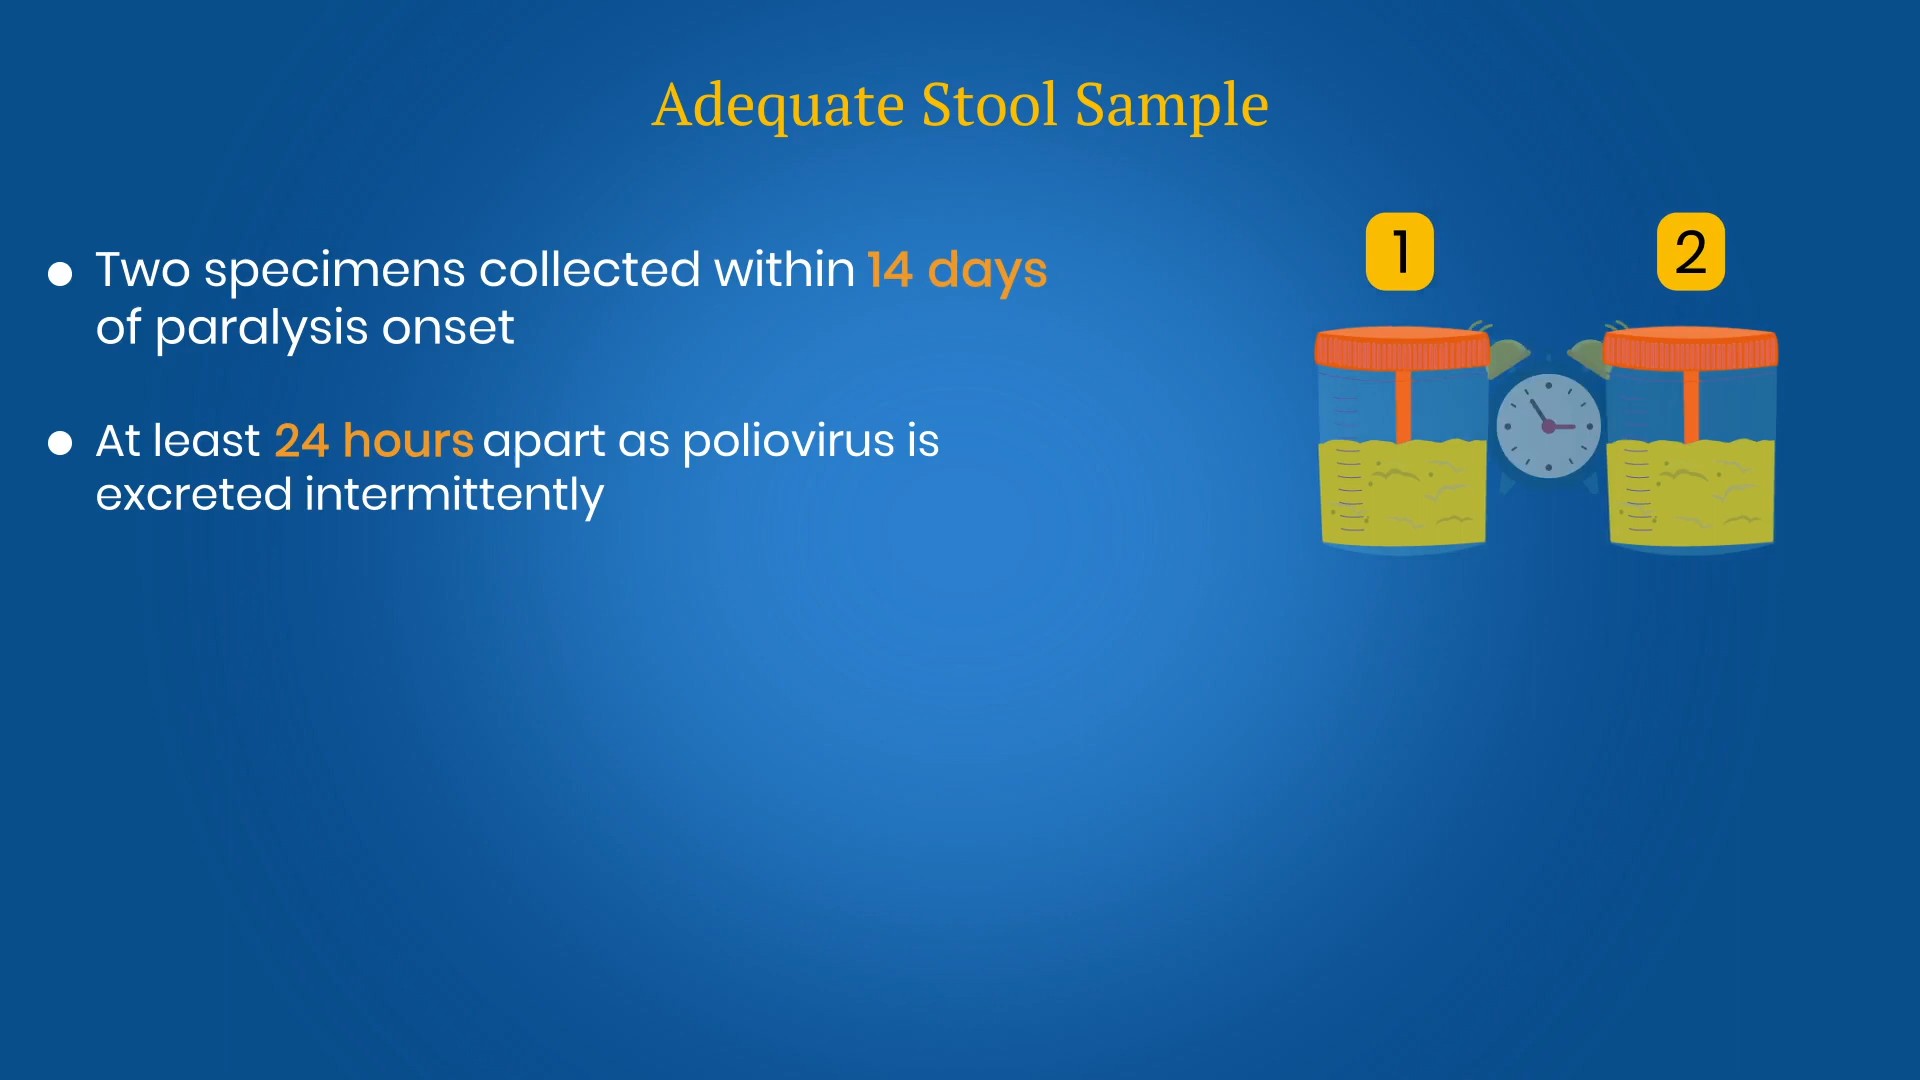 Adequate Stool Sample
Two specimens collected within 14 days
of paralysis onset
At least 24 hours apart as poliovirus is
excreted intermittently
1
2